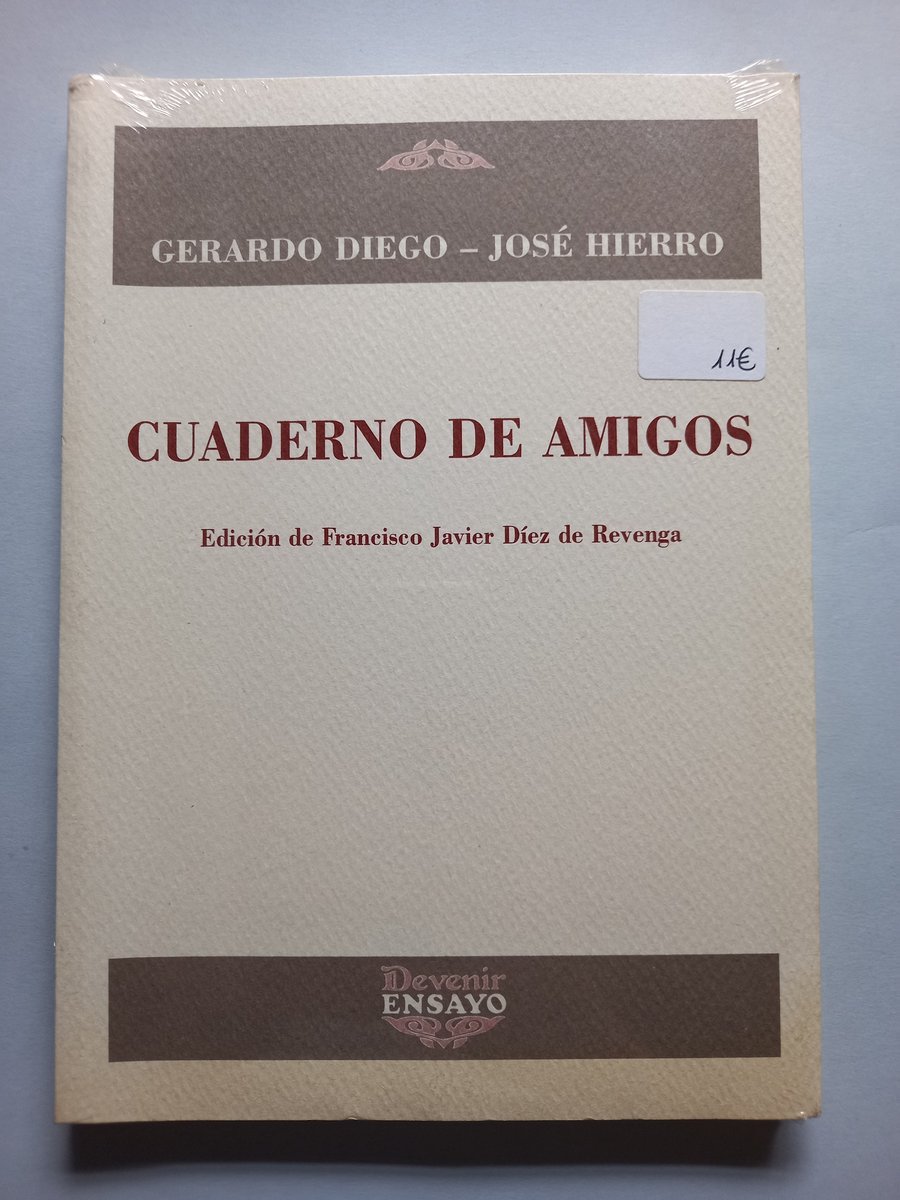 GERARDO DIEGO – JOSÉ HIERRO
11€
CUADERNO DE AMIGOS
Edición de Francisco Javier Díez de Revenga
Devenir
ENSAYO